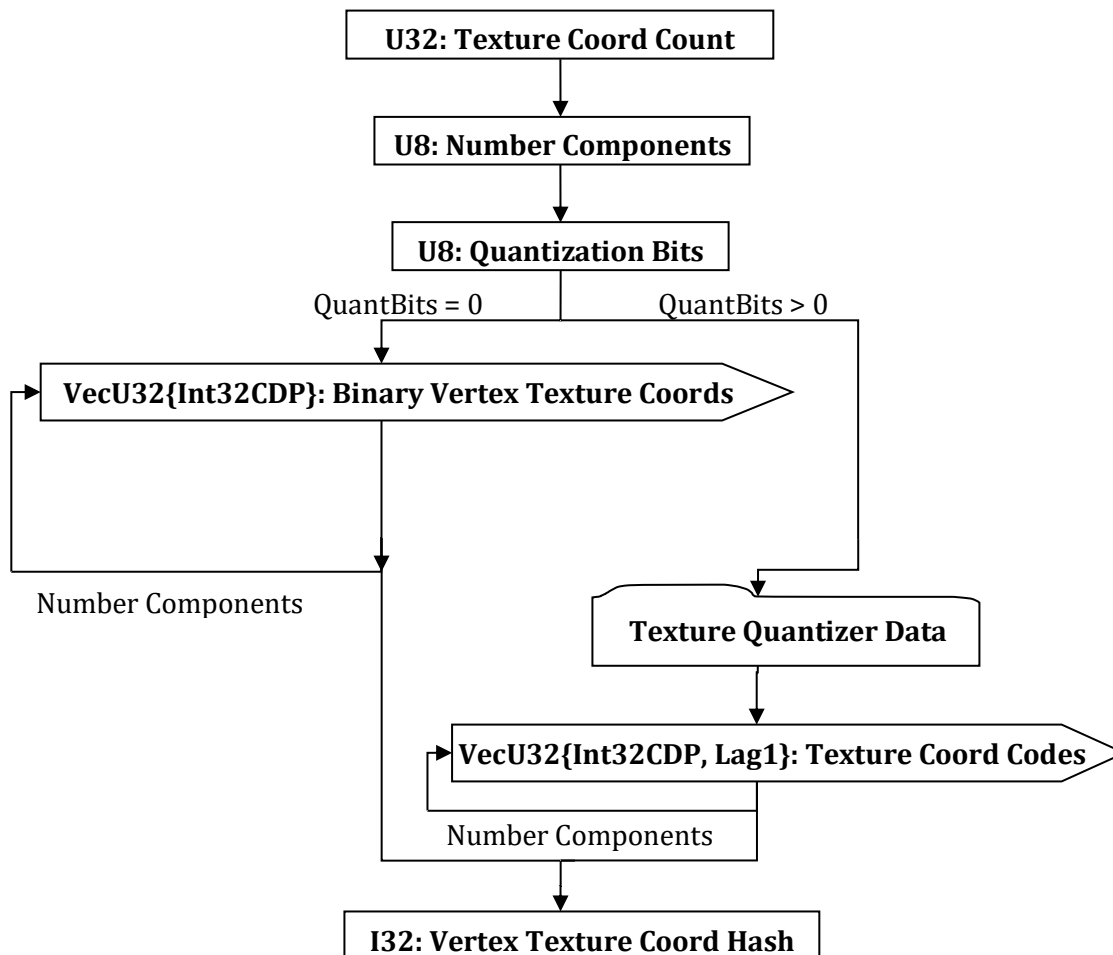 U32: Texture Coord Count
U8: Number Components
U8: Quantization Bits
QuantBits = 0
QuantBits > 0
VecU32{Int32CDP}: Binary Vertex Texture Coords
Number Components
Texture Quantizer Data
VecU32{Int32CDP, Lag1}: Texture Coord Codes
Number Components
I32: Vertex Texture Coord Hash